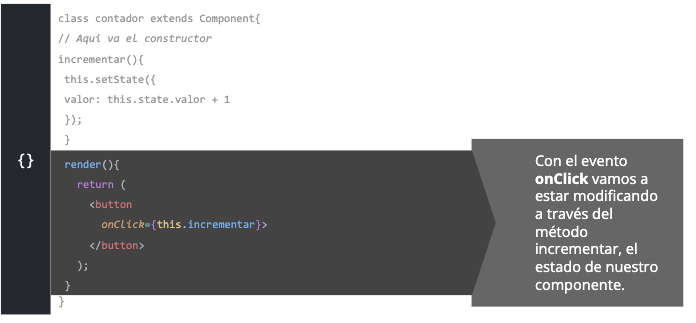 class contador extends Component{
// Aqui va el constructor
incrementar(){
this.setState({
valor: this.state.valor + 1
});
}
{}
render(){
return (
<button
onClick={this.incrementar}>
</button>
);
}
}
Con el evento
onClick vamos a
estar modificando
a través del
método
incrementar, el
estado de nuestro
componente.